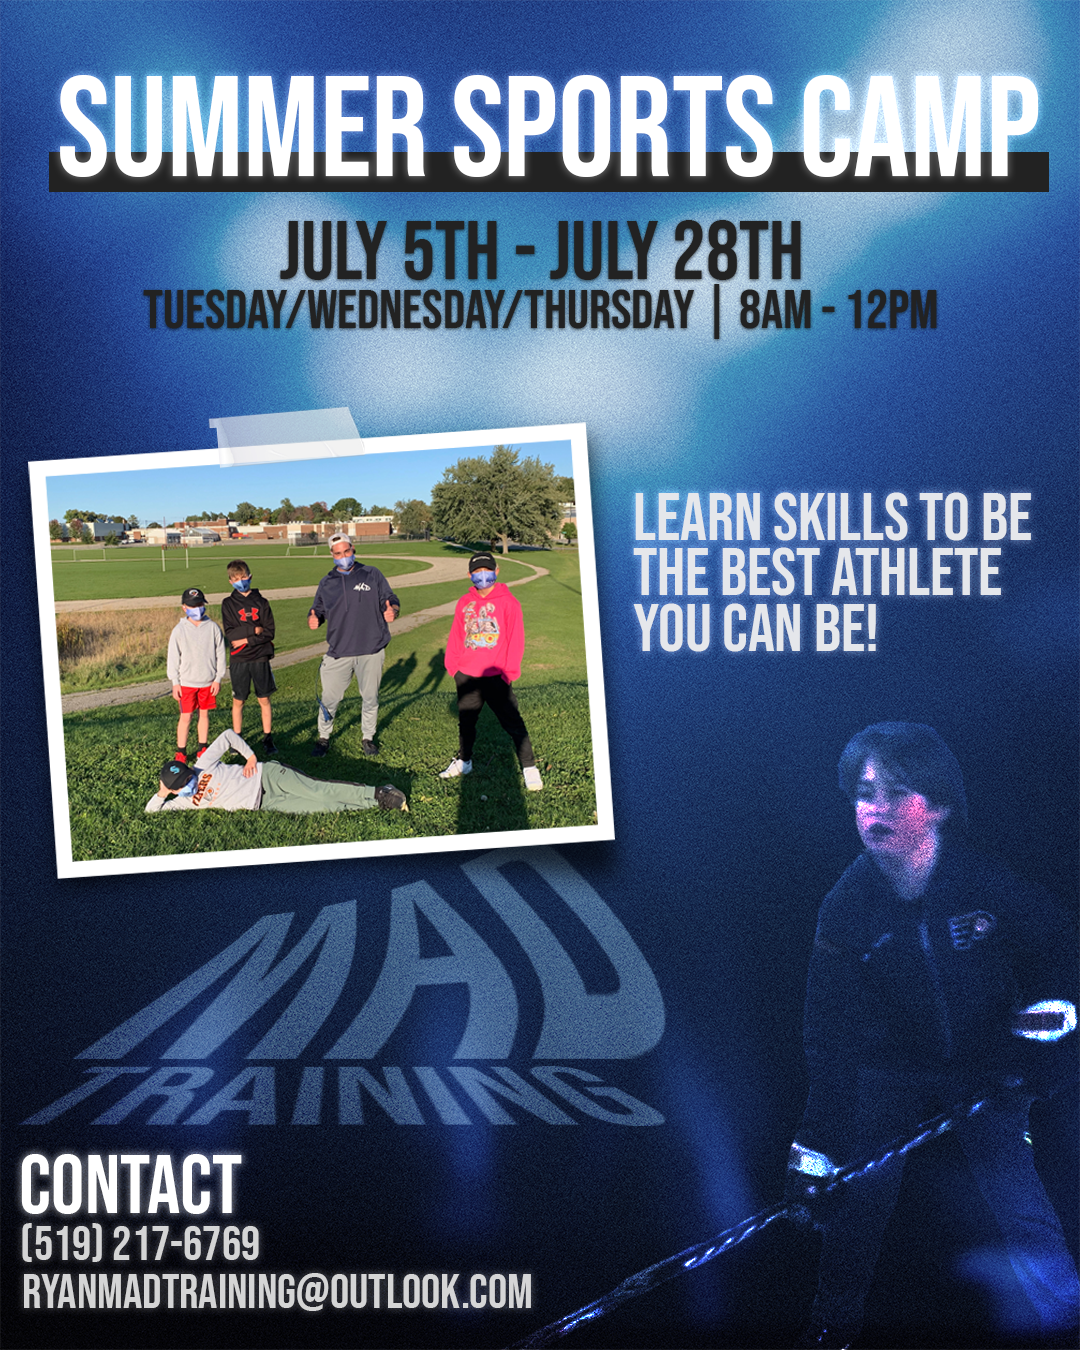 SUMMER SPORTS CAMP
JULY 5TH - JULY 28TH
TUESDAY/WEDNESDAY/THURSDAY | 8AM - 12PM
LEARN SKILLS TO BE
THE BEST ATHLETE
YOU CAN BE!
MAD
MAD
TRAINING
CONTACT
(519) 217-6769
RYANMADTRAINING@OUTLOOK.COM